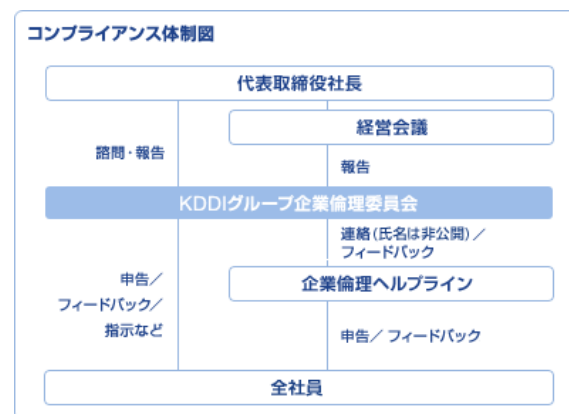 コンプライアンス体制図
代表取締役社長
経営会議
諮問・報告
報告
KDDIグループ企業倫理委員会
連絡(氏名は非公開)／
フィードバック
申告／
フィードバック／
指示など
企業倫理ヘルプライン
申告／フィードバック
全社員